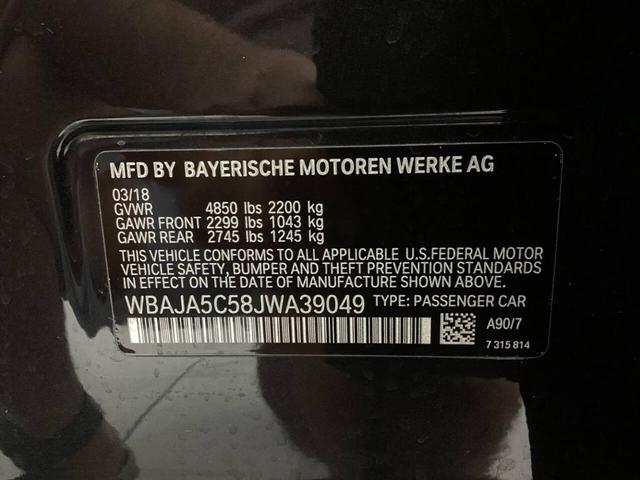 MFD BY BAYERISCHE MOTOREN WERKE AG
03/18
GVWR 4850 lbs 2200 kg
GAWR FRONT 2299 lbs 1043 kg
GAWR REAR 2745 lbs 1245 kg
THIS VEHICLE CONFORMS TO ALL APPLICABLE U.S.FEDERAL MOTOR
VEHICLE SAFETY, BUMPER AND THEFT PREVENTION STANDARDS
IN EFFECT ON THE DATE OF MANUFACTURE SHOWN ABOVE.
WBAJA5C58JWA39049 TYPE: PASSENGER CAR
A90/7
7 315 814